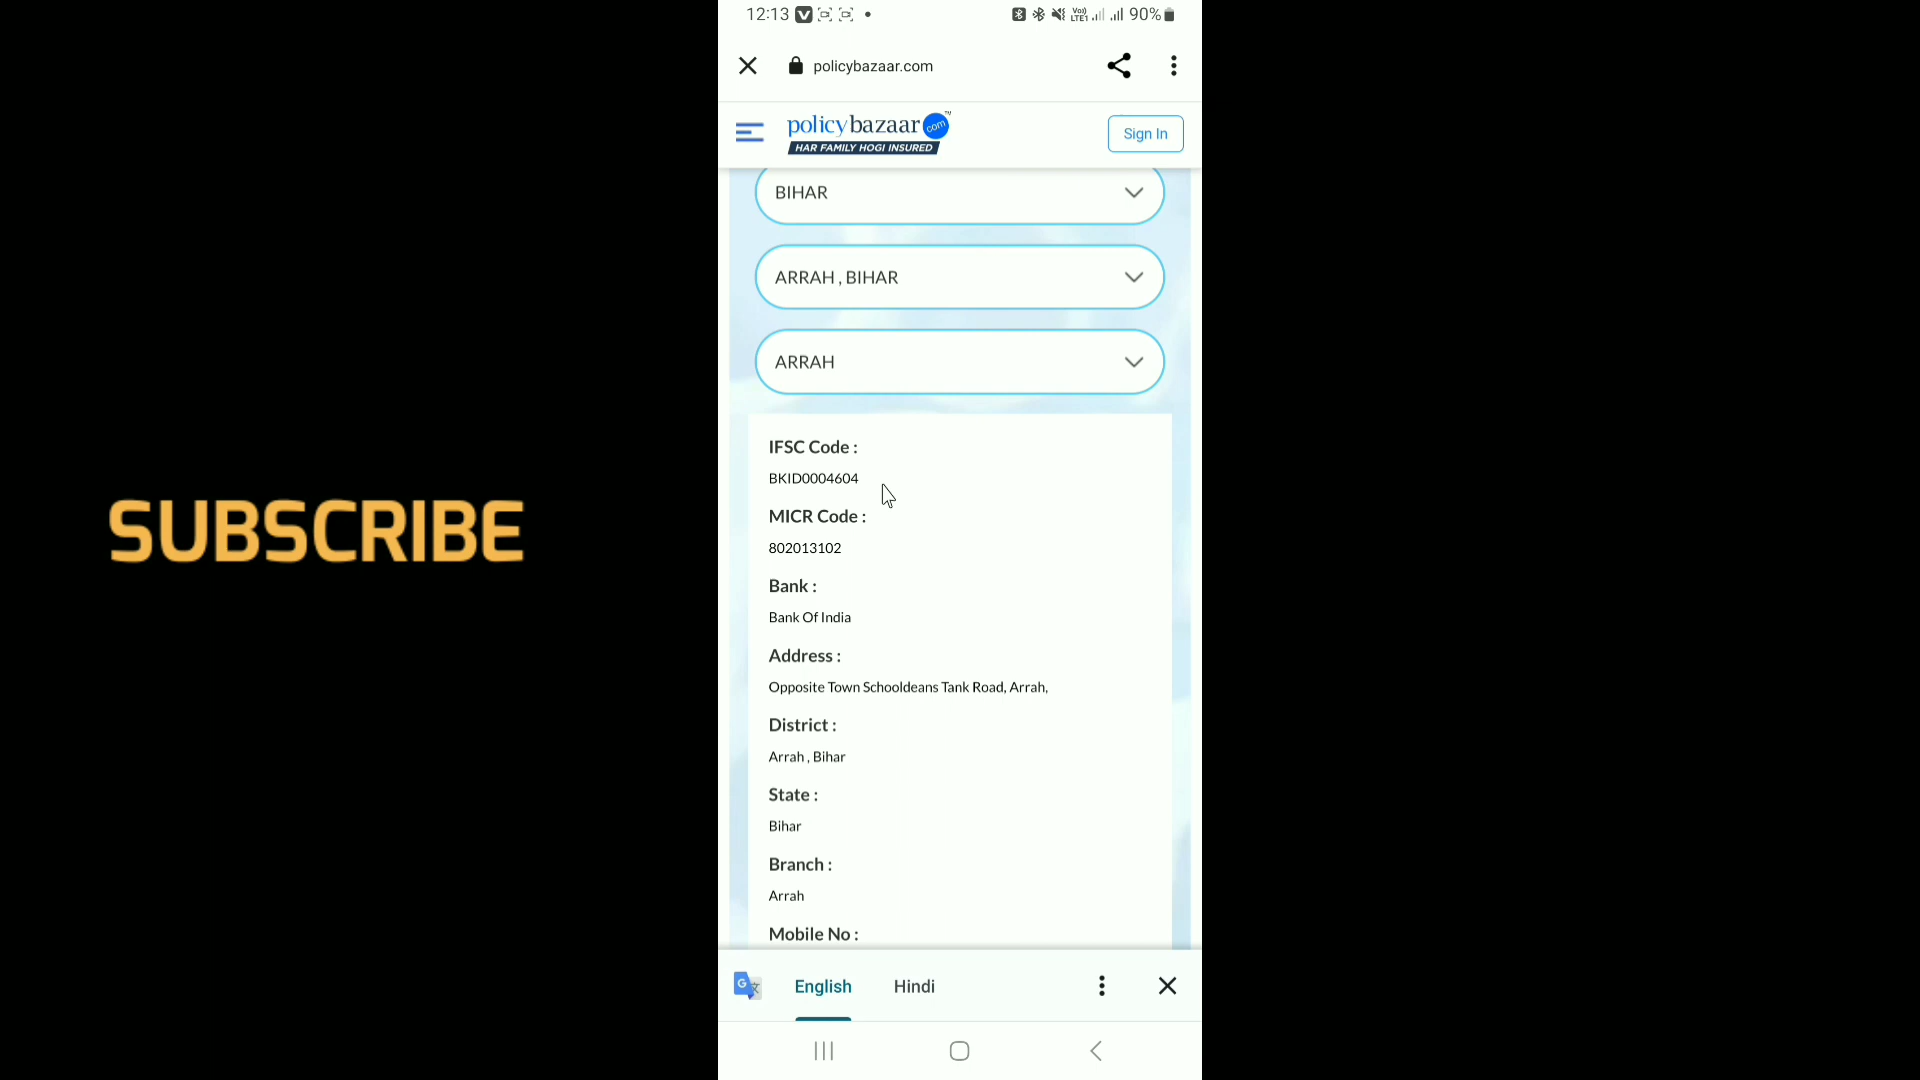 12:13
VoLTE1 90%
policybazaar.com
policybazaar.com
TM
HAR FAMILY HOGI INSURED
Sign In
BIHAR
ARRAH , BIHAR
ARRAH
IFSC Code :
BKID0004604
MICR Code :
802013102
Bank :
Bank Of India
Address :
Opposite Town Schooldeans Tank Road, Arrah,
District :
Arrah , Bihar
State :
Bihar
Branch :
Arrah
Mobile No :
English Hindi
SUBSCRIBE